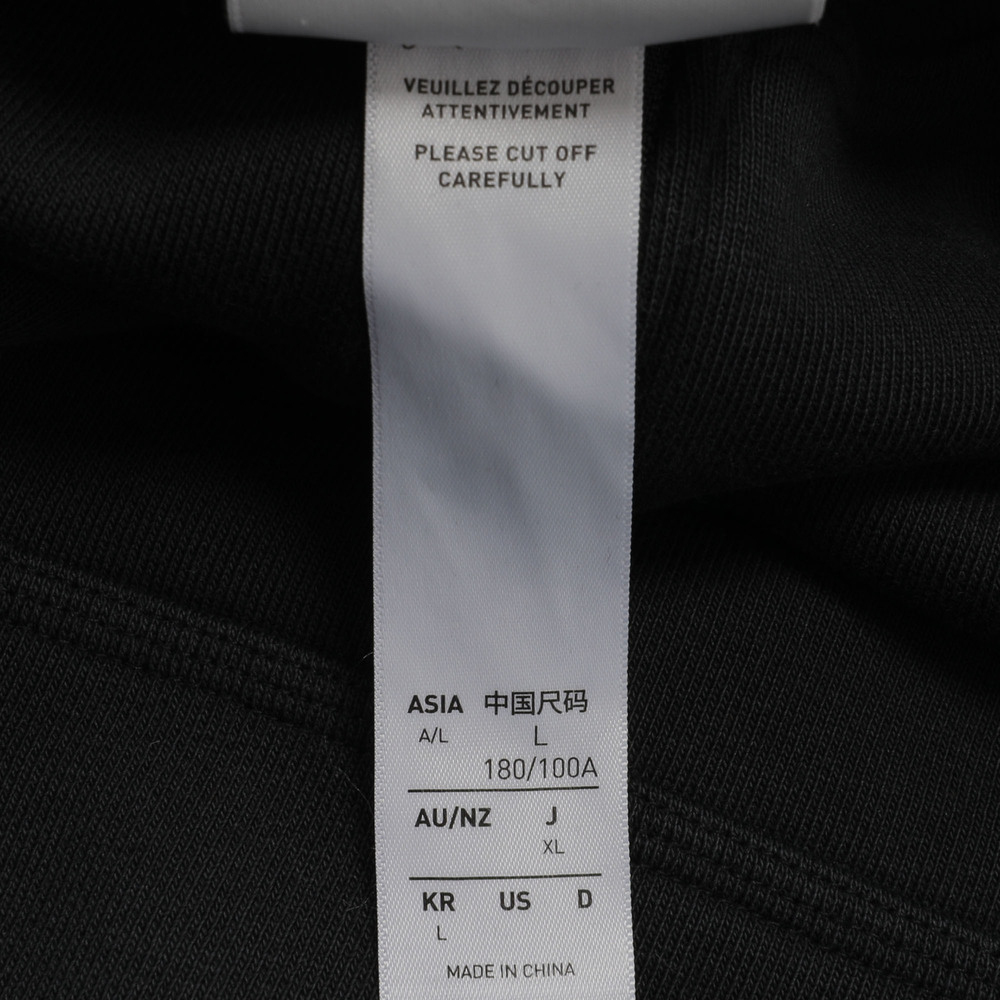 VEUILLEZ DÉCOUPER
ATTENTIVEMENT
PLEASE CUT OFF
CAREFULLY
ASIA 中国尺码
A/L L
180/100A
AU/NZ J
XL
KR US D
L
MADE IN CHINA